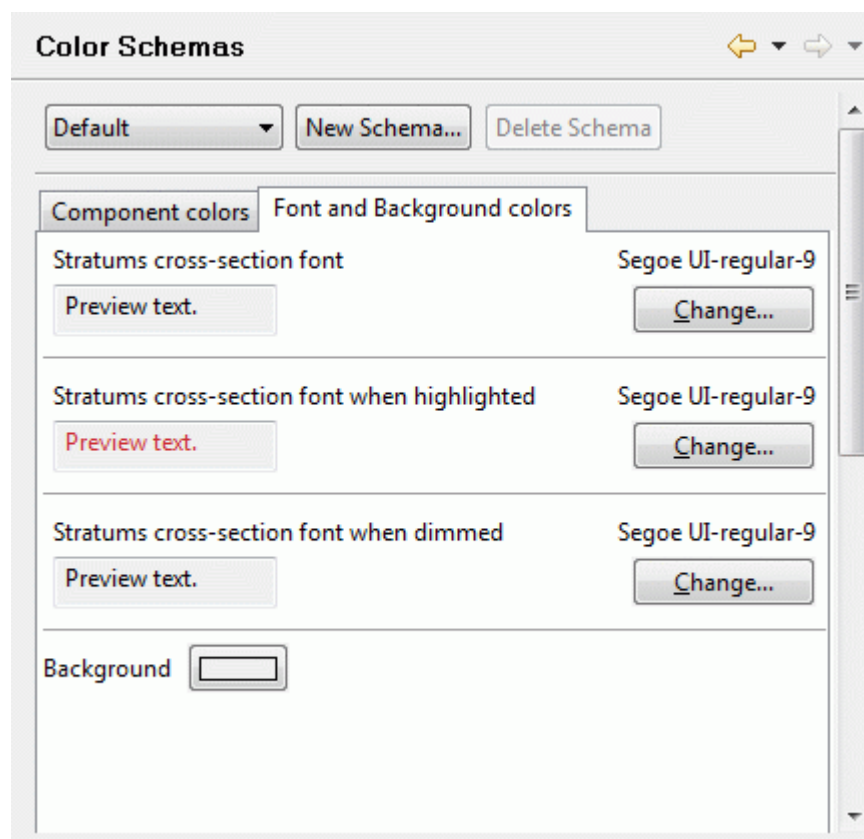 Color Schemas
Default New Schema... Delete Schema
Component colors Font and Background colors
Stratums cross-section font Segoe UI-regular-9
Preview text. Change...
Stratums cross-section font when highlighted Segoe UI-regular-9
Preview text. Change...
Stratums cross-section font when dimmed Segoe UI-regular-9
Preview text. Change...
Background